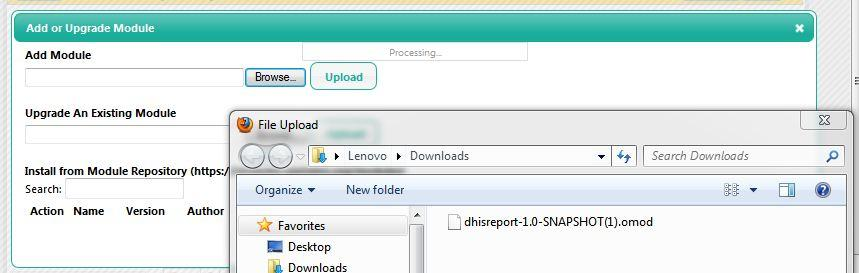 Add or Upgrade Module
Add Module
Processing...
Browse... Upload
Upgrade An Existing Module
File Upload
Lenovo Downloads Search Downloads
Install from Module Repository (https:/
Search:
Organize New folder
Action Name Version Author
Favorites
dhisreport-1.0-SNAPSHOT(1).omod
Desktop
Downloads